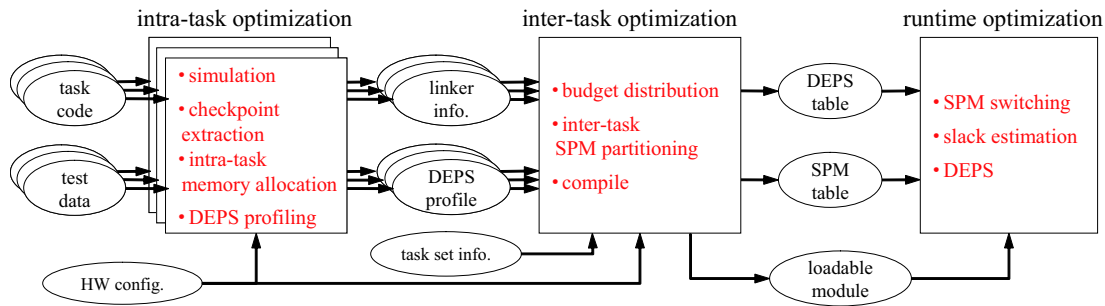 intra-task optimization
inter-task optimization
runtime optimization
task
code
test
data
• simulation
• checkpoint
extraction
• intra-task
memory allocation
• DEPS profiling
linker
info.
DEPS
profile
• budget distribution
• inter-task
SPM partitioning
• compile
DEPS
table
SPM
table
• SPM switching
• slack estimation
• DEPS
task set info.
HW config.
loadable
module